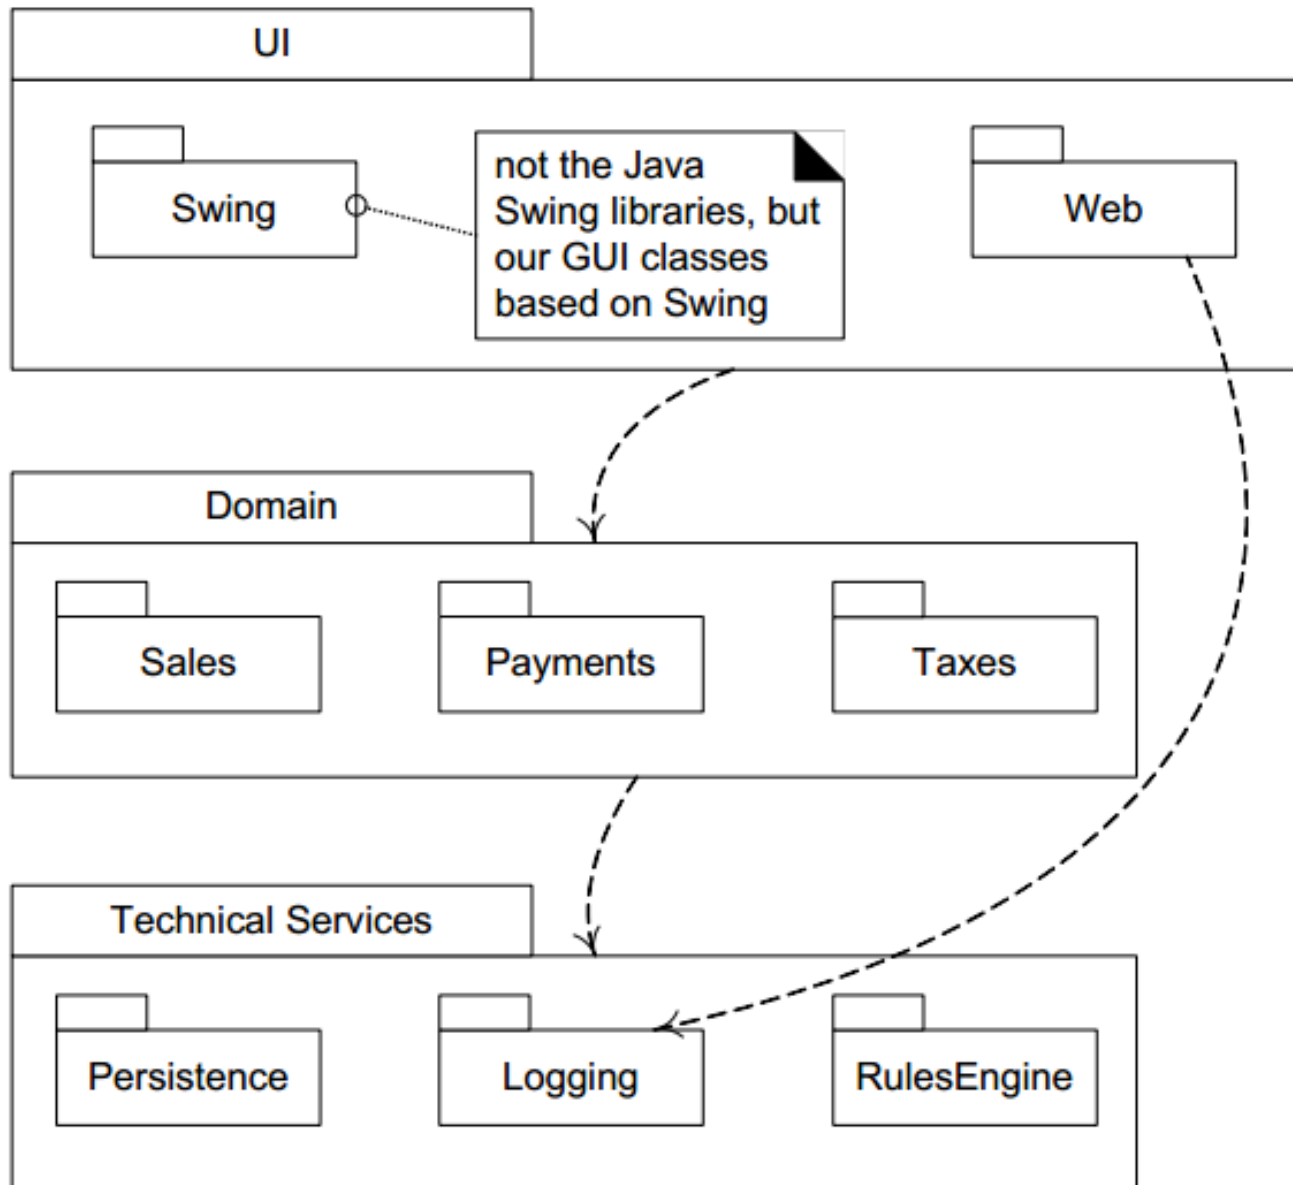 UI
Swing
not the Java
Swing libraries, but
our GUI classes
based on Swing
Web
Domain
Sales
Payments
Taxes
Technical Services
Persistence
Logging
RulesEngine